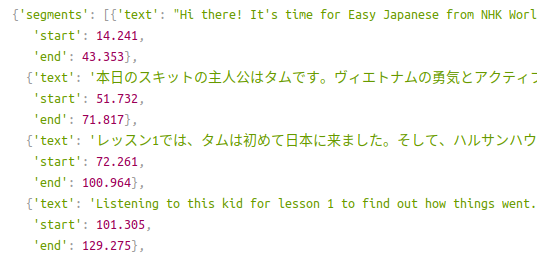 {'segments': [{'text': "Hi there! It's time for Easy Japanese from NHK Worl
'start': 14.241,
'end': 43.353},
{'text': '本日のスキットの主人公はタムです。ヴィエトナムの勇気とアクティブ
'start': 51.732,
'end': 71.817},
{'text': 'レッスン1では、タムは初めて日本に来ました。そして、ハルサンハウ
'start': 72.261,
'end': 100.964},
{'text': 'Listening to this kid for lesson 1 to find out how things went.
'start': 101.305,
'end': 129.275},